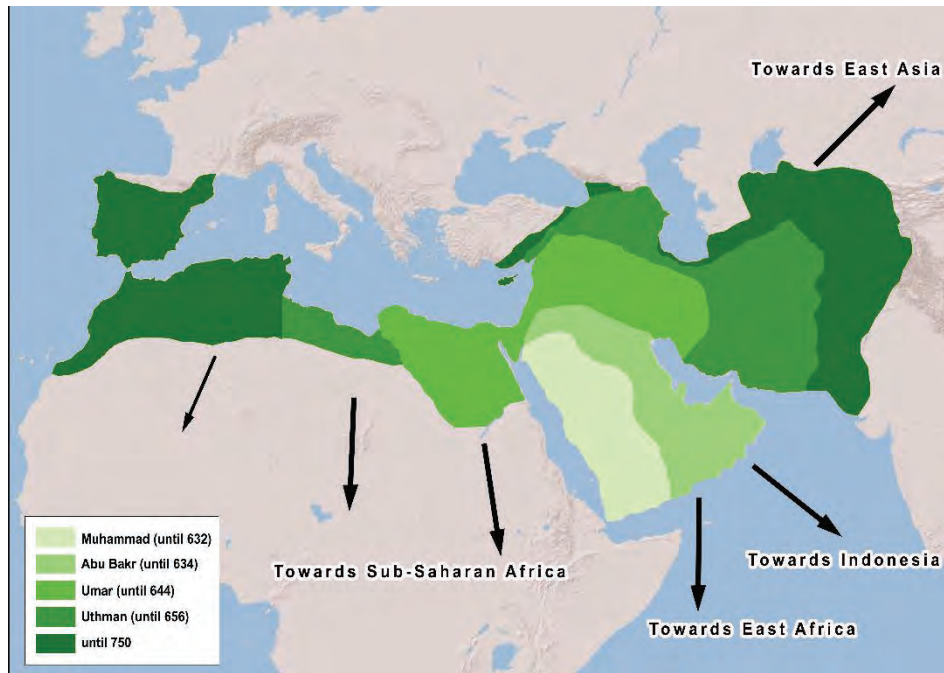 Towards East Asia
Muhammad (until 632)
Abu Bakr (until 634)
Umar (until 644)
Uthman (until 656)
until 750
Towards Sub-Saharan Africa
Towards Indonesia
Towards East Africa